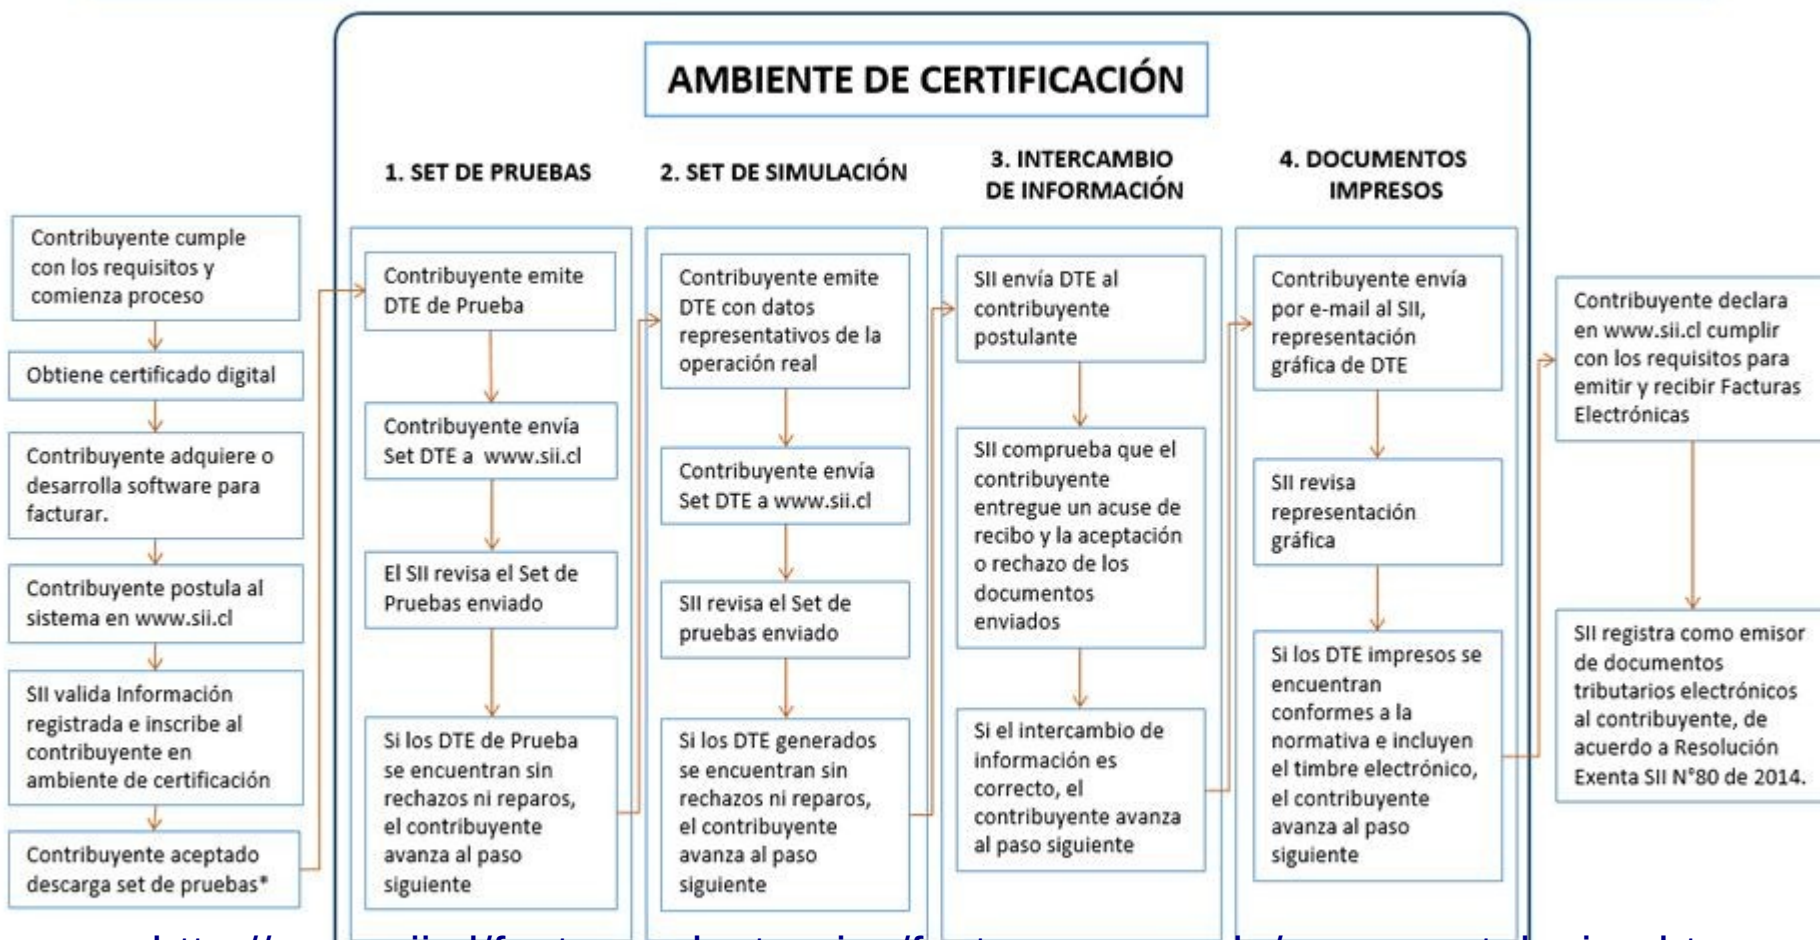 AMBIENTE DE CERTIFICACIÓN
Contribuyente cumple
con los requisitos y
comienza proceso
Obtiene certificado digital
Contribuyente adquiere o
desarrolla software para
facturar.
Contribuyente postula al
sistema en www.sii.cl
SII valida Información
registrada e inscribe al
contribuyente en
ambiente de certificación
Contribuyente aceptado
descarga set de pruebas*
1. SET DE PRUEBAS
Contribuyente emite
DTE de Prueba
Contribuyente envía
Set DTE a www.sii.cl
El SII revisa el Set de
Pruebas enviado
Si los DTE de Prueba
se encuentran sin
rechazos ni reparos,
el contribuyente
avanza al paso
siguiente
2. SET DE SIMULACIÓN
Contribuyente emite
DTE con datos
representativos de la
operación real
Contribuyente envía
Set DTE a www.sii.cl
SII revisa el Set de
pruebas enviado
Si los DTE generados
se encuentran sin
rechazos ni reparos,
el contribuyente
avanza al paso
siguiente
3. INTERCAMBIO
DE INFORMACIÓN
SII envía DTE al
contribuyente
postulante
SII comprueba que el
contribuyente
entregue un acuse de
recibo y la aceptación
o rechazo de los
documentos
enviados
Si el intercambio de
información es
correcto, el
contribuyente avanza
al paso siguiente
4. DOCUMENTOS
IMPRESOS
Contribuyente envía
por e-mail al SII,
representación
gráfica de DTE
SII revisa
representación
gráfica
Si los DTE impresos se
encuentran
conformes a la
normativa e incluyen
el timbre electrónico,
el contribuyente
avanza al paso
siguiente
Contribuyente declara
en www.sii.cl cumplir
con los requisitos para
emitir y recibir Facturas
Electrónicas
SII registra como emisor
de documentos
tributarios electrónicos
al contribuyente, de
acuerdo a Resolución
Exenta SII N°80 de 2014.